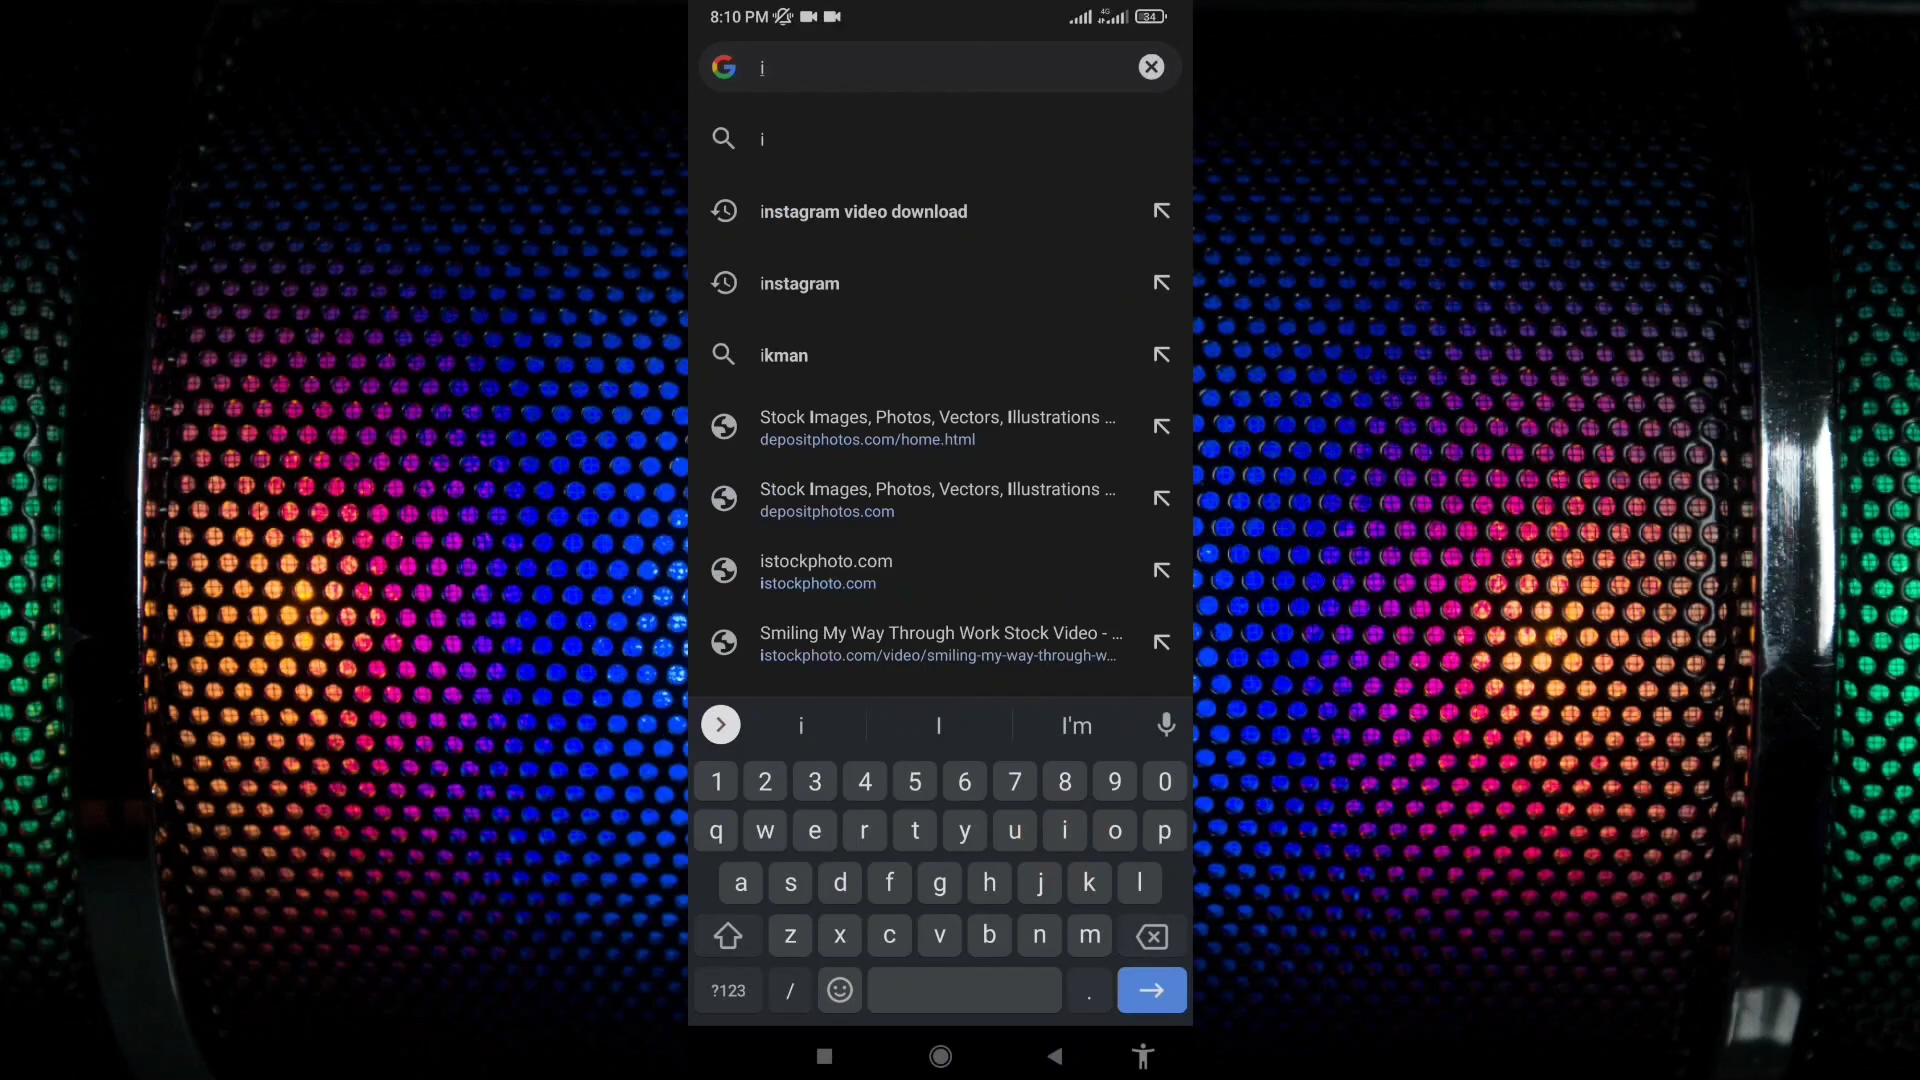 8:10 PM
4G
34
i
i
instagram video download
instagram
ikman
Stock Images, Photos, Vectors, Illustrations ...
depositphotos.com/home.html
Stock Images, Photos, Vectors, Illustrations ...
depositphotos.com
istockphoto.com
istockphoto.com
Smiling My Way Through Work Stock Video - ...
istockphoto.com/video/smiling-my-way-through-w...
i I I'm
1 2 3 4 5 6 7 8 9 0
q w e r t y u i o p
a s d f g h j k l
z x c v b n m
?123 / .